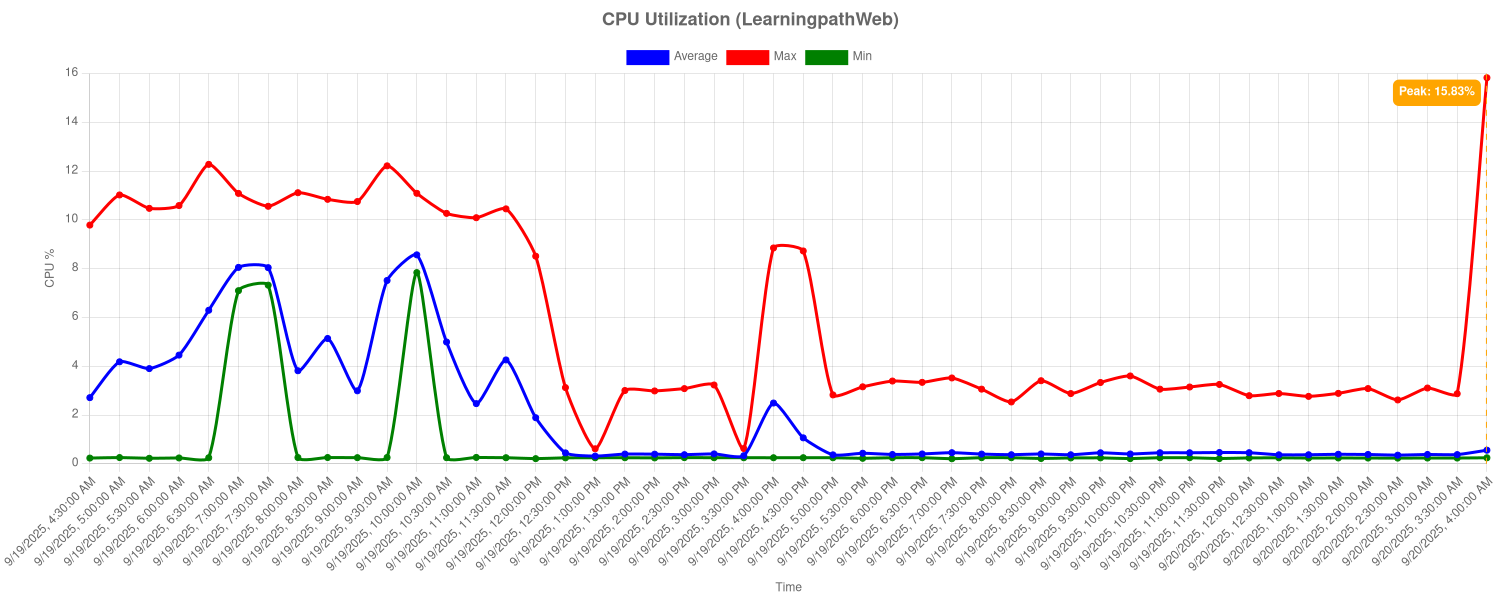 CPU Utilization (LearningpathWeb)
Average Max Min
16
Peak: 15.83%
14
12
10
8
CPU %
6
4
2
0
9/19/2025, 4:30:00 AM
9/19/2025, 5:00:00 AM
9/19/2025, 5:30:00 AM
9/19/2025, 6:00:00 AM
9/19/2025, 6:30:00 AM
9/19/2025, 7:00:00 AM
9/19/2025, 7:30:00 AM
9/19/2025, 8:00:00 AM
9/19/2025, 8:30:00 AM
9/19/2025, 9:00:00 AM
9/19/2025, 9:30:00 AM
9/19/2025, 10:00:00 AM
9/19/2025, 10:30:00 AM
9/19/2025, 11:00:00 AM
9/19/2025, 11:30:00 AM
9/19/2025, 12:00:00 PM
9/19/2025, 12:30:00 PM
9/19/2025, 1:00:00 PM
9/19/2025, 1:30:00 PM
9/19/2025, 2:00:00 PM
9/19/2025, 2:30:00 PM
9/19/2025, 3:00:00 PM
9/19/2025, 3:30:00 PM
9/19/2025, 4:00:00 PM
9/19/2025, 4:30:00 PM
9/19/2025, 5:00:00 PM
9/19/2025, 5:30:00 PM
9/19/2025, 6:00:00 PM
9/19/2025, 6:30:00 PM
9/19/2025, 7:00:00 PM
9/19/2025, 7:30:00 PM
9/19/2025, 8:00:00 PM
9/19/2025, 8:30:00 PM
9/19/2025, 9:00:00 PM
9/19/2025, 9:30:00 PM
9/19/2025, 10:00:00 PM
9/19/2025, 10:30:00 PM
9/19/2025, 11:00:00 PM
9/19/2025, 11:30:00 PM
9/20/2025, 12:00:00 AM
9/20/2025, 12:30:00 AM
9/20/2025, 1:00:00 AM
9/20/2025, 1:30:00 AM
9/20/2025, 2:00:00 AM
9/20/2025, 2:30:00 AM
9/20/2025, 3:00:00 AM
9/20/2025, 3:30:00 AM
9/20/2025, 4:00:00 AM
Time